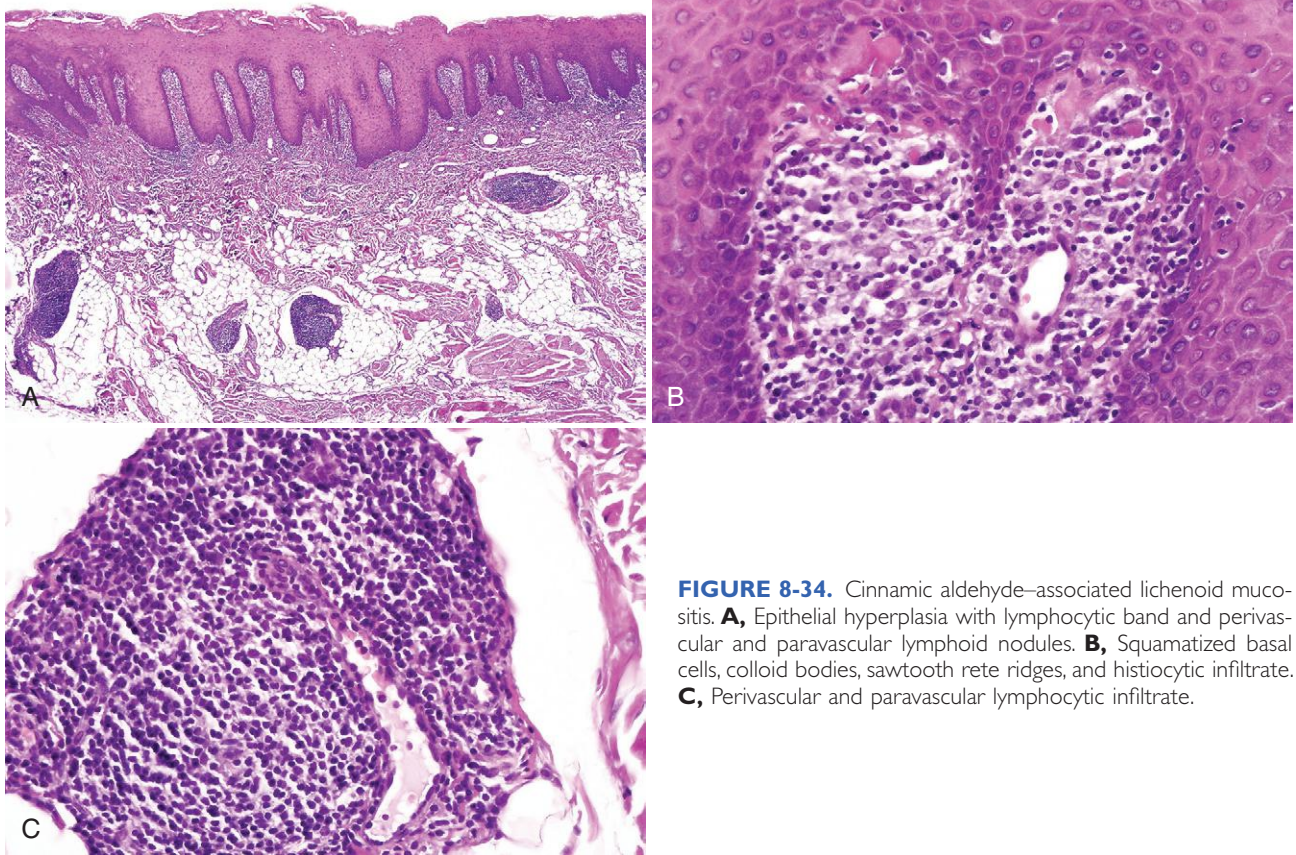 A
B
C
FIGURE 8-34. Cinnamic aldehyde–associated lichenoid muco-
sitis. A, Epithelial hyperplasia with lymphocytic band and perivas-
cular and paravascular lymphoid nodules. B, Squamatized basal
cells, colloid bodies, sawtooth rete ridges, and histiocytic infiltrate.
C, Perivascular and paravascular lymphocytic infiltrate.